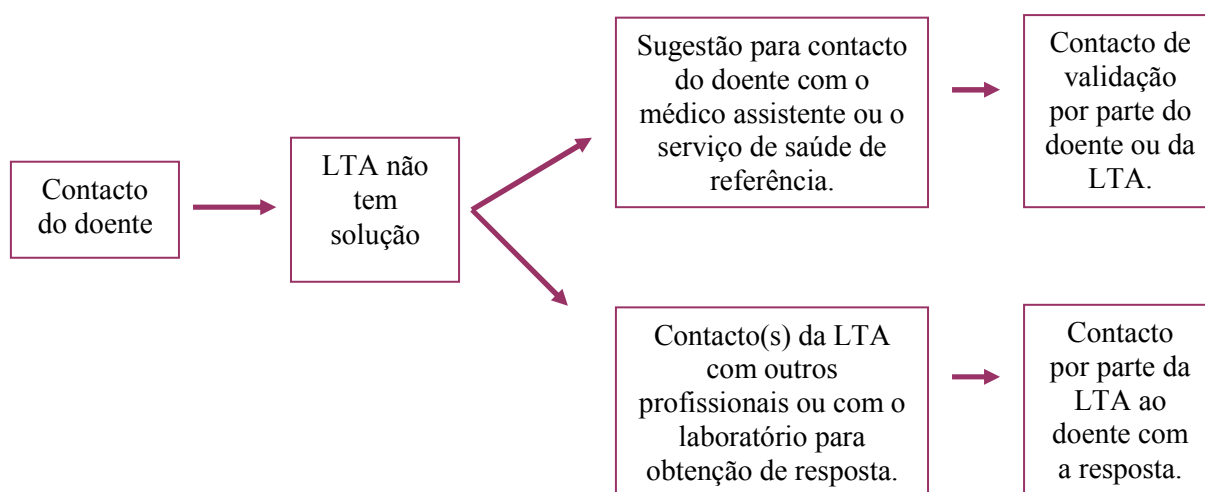 Contacto
do doente
LTA não
tem
solução
Sugestão para contacto
do doente com o
médico assistente ou o
serviço de saúde de
referência.
Contacto de
validação
por parte do
doente ou da
LTA.
Contacto(s) da LTA
com outros
profissionais ou com o
laboratório para
obtenção de resposta.
Contacto
por parte da
LTA ao
doente com
a resposta.